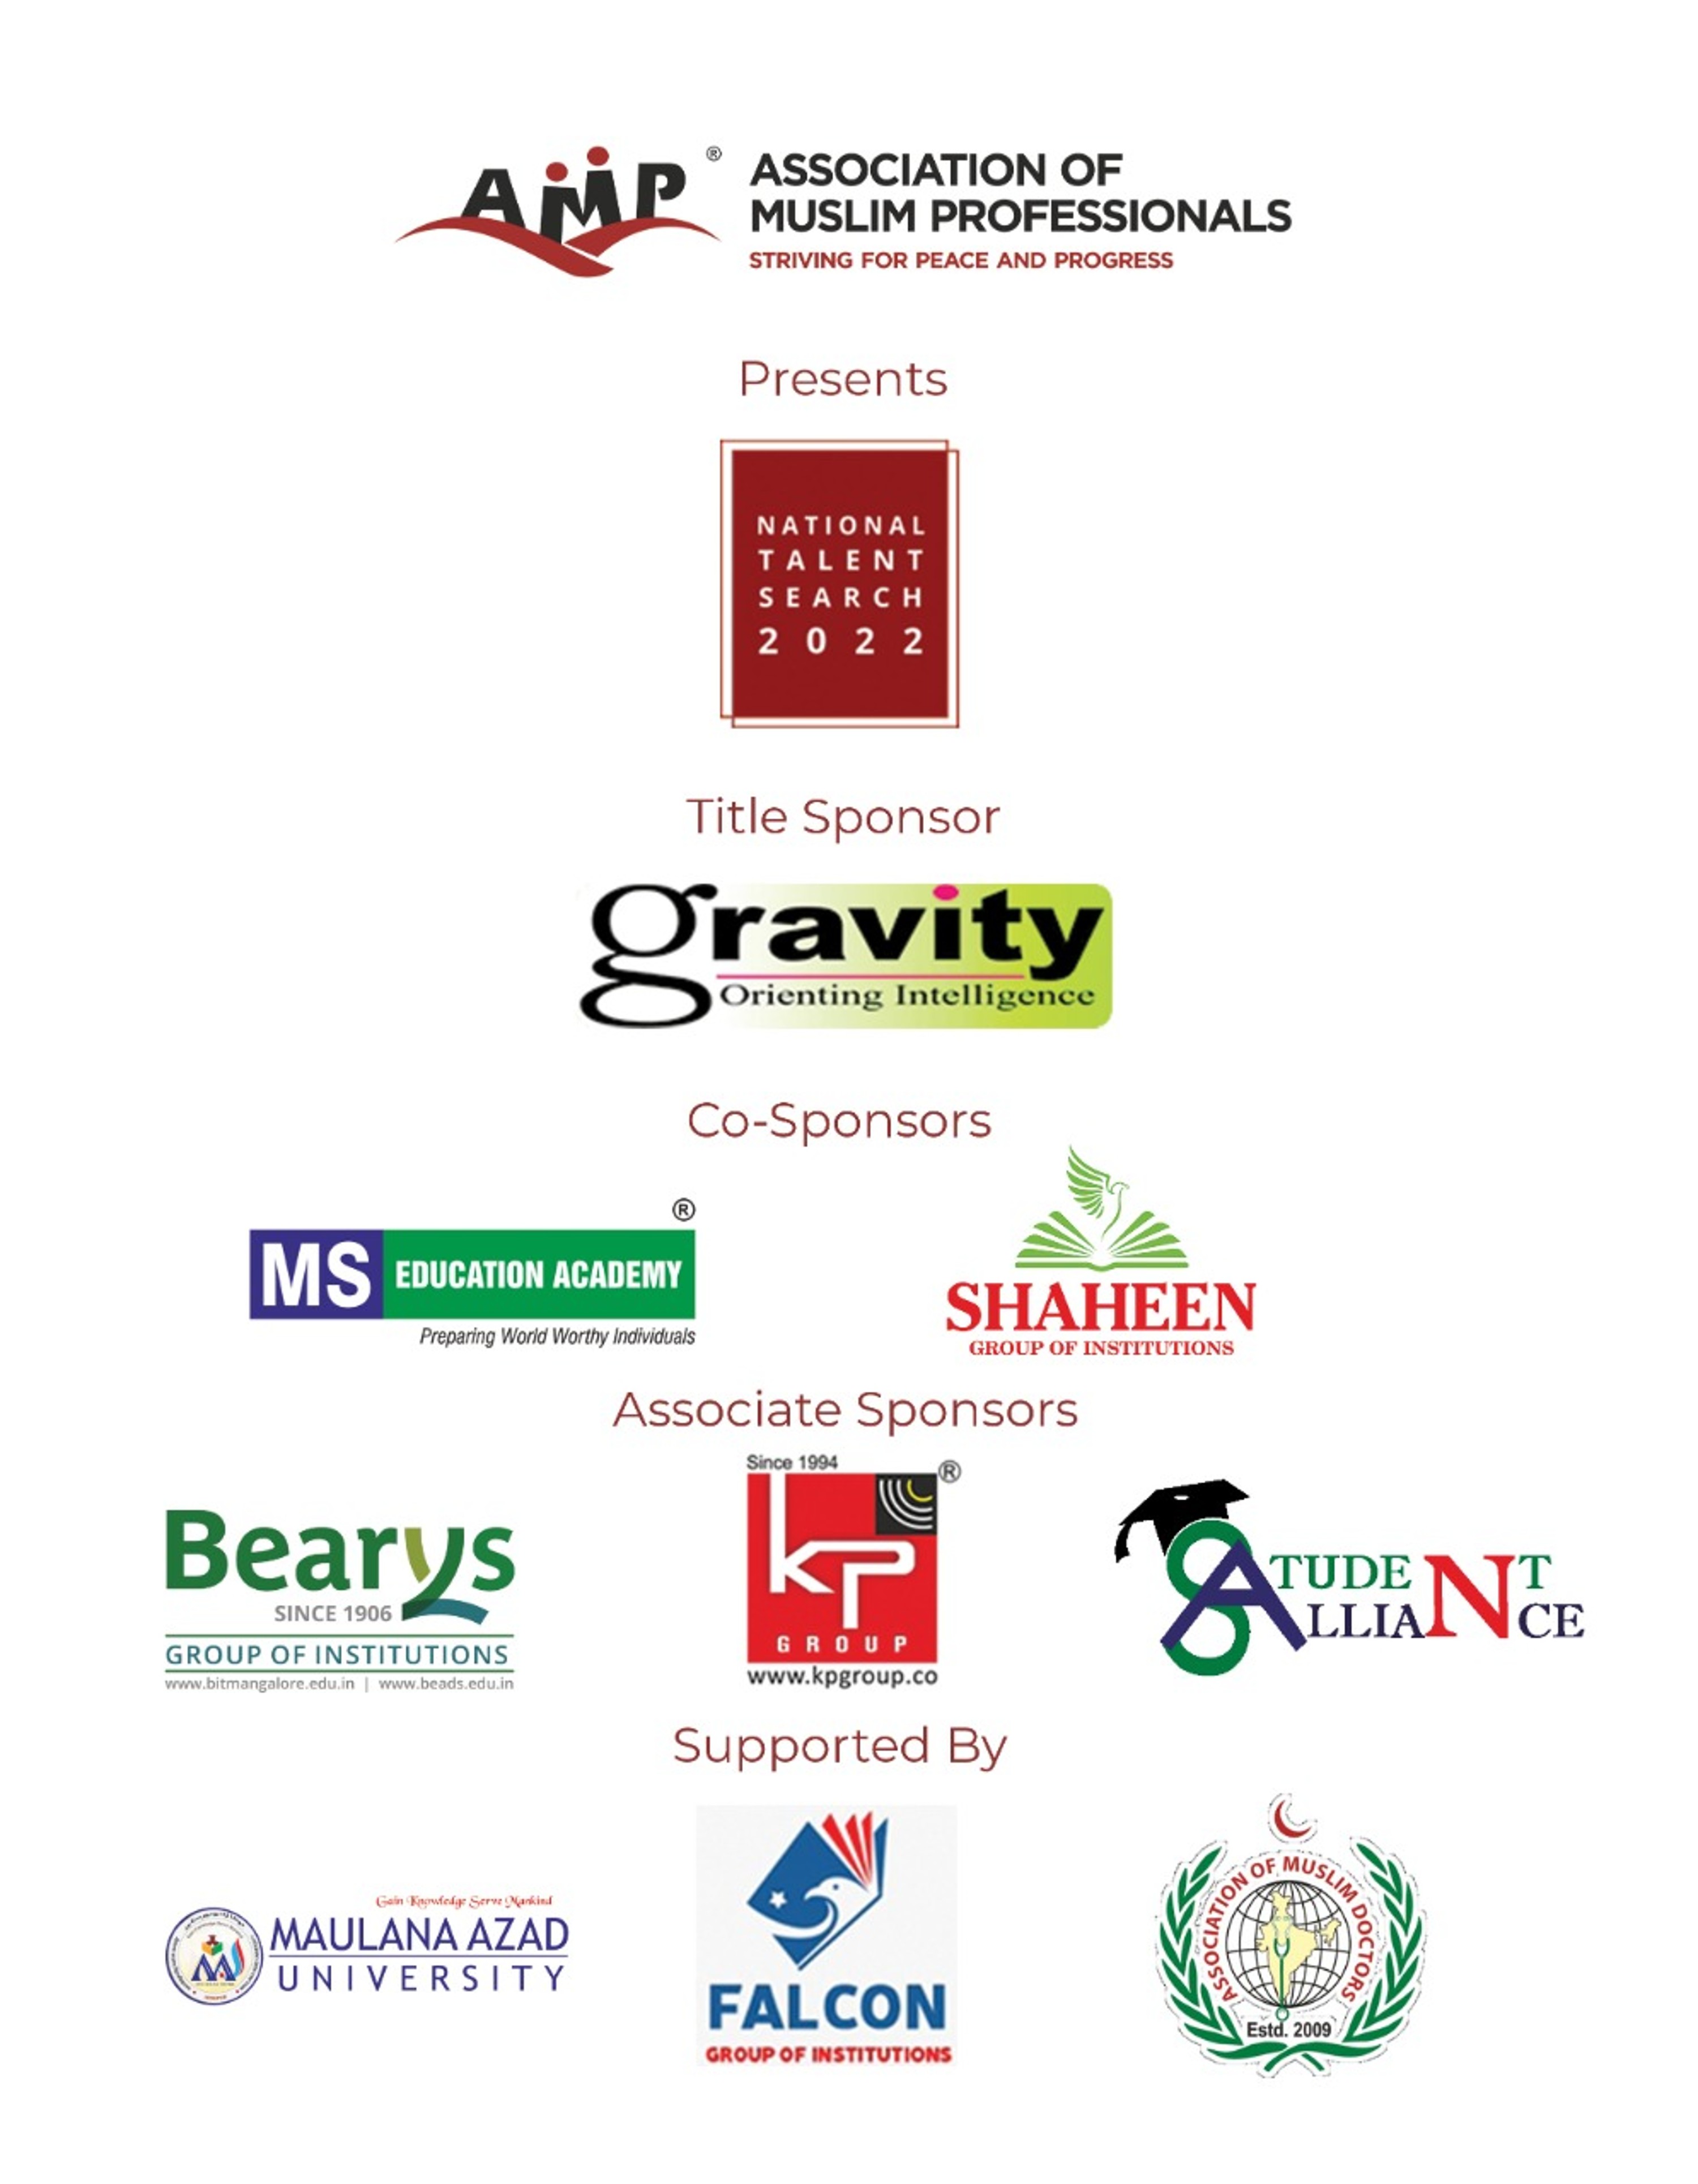 AMP ®
ASSOCIATION OF
MUSLIM PROFESSIONALS
STRIVING FOR PEACE AND PROGRESS
Presents
NATIONAL
TALENT
SEARCH
2022
Title Sponsor
gravity
Orienting Intelligence
Co-Sponsors
®
MS EDUCATION ACADEMY
Preparing World Worthy Individuals
SHAHEEN
GROUP OF INSTITUTIONS
Associate Sponsors
Bearys
SINCE 1906
GROUP OF INSTITUTIONS
www.bitmangalore.edu.in | www.beads.edu.in
Since 1994
®
KP
GROUP
www.kpgroup.co
STUDENT
ALLIANCE
Supported By
Gain Knowledge Serve Mankind
MAULANA AZAD
UNIVERSITY
FALCON
GROUP OF INSTITUTIONS
ASSOCIATION OF MUSLIM DOCTORS
Estd. 2009